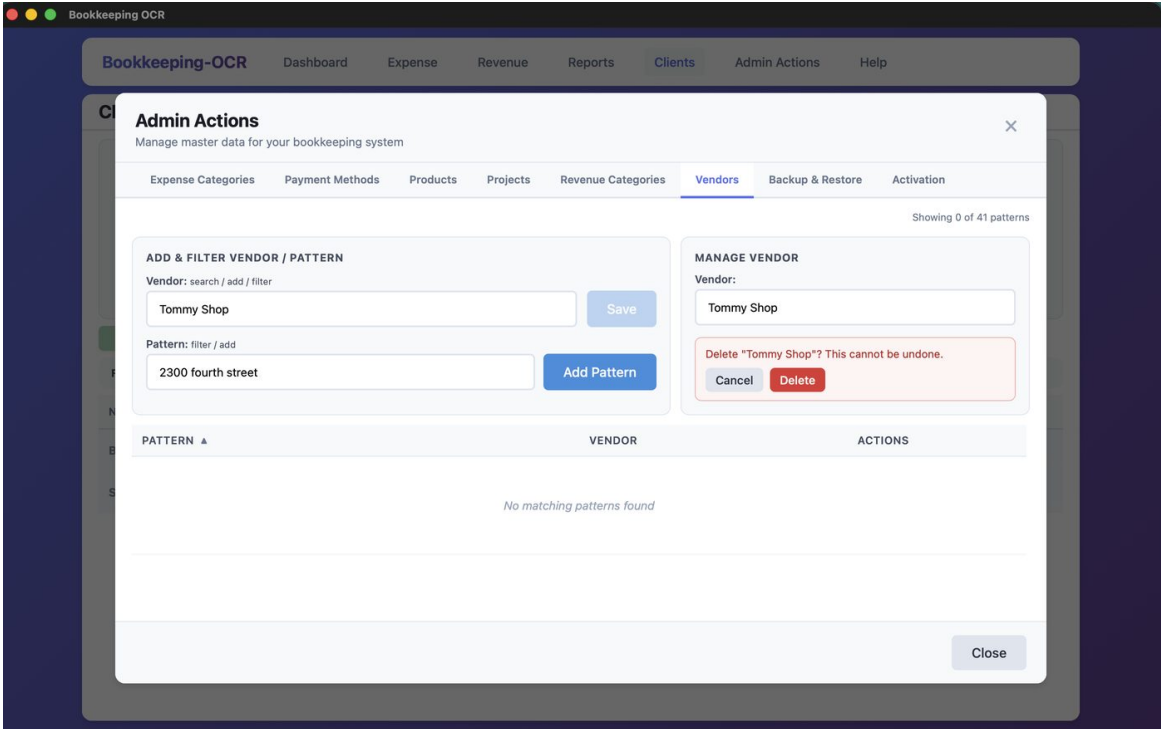 Bookkeeping OCR
Bookkeeping-OCR Dashboard Expense Revenue Reports Clients Admin Actions Help
Admin Actions
Manage master data for your bookkeeping system
Expense Categories Payment Methods Products Projects Revenue Categories Vendors Backup & Restore Activation
Showing 0 of 41 patterns
ADD & FILTER VENDOR / PATTERN
Vendor: search / add / filter
Tommy Shop Save
Pattern: filter / add
2300 fourth street Add Pattern
MANAGE VENDOR
Vendor:
Tommy Shop
Delete "Tommy Shop"? This cannot be undone.
Cancel Delete
PATTERN ▲ VENDOR ACTIONS
No matching patterns found
Close